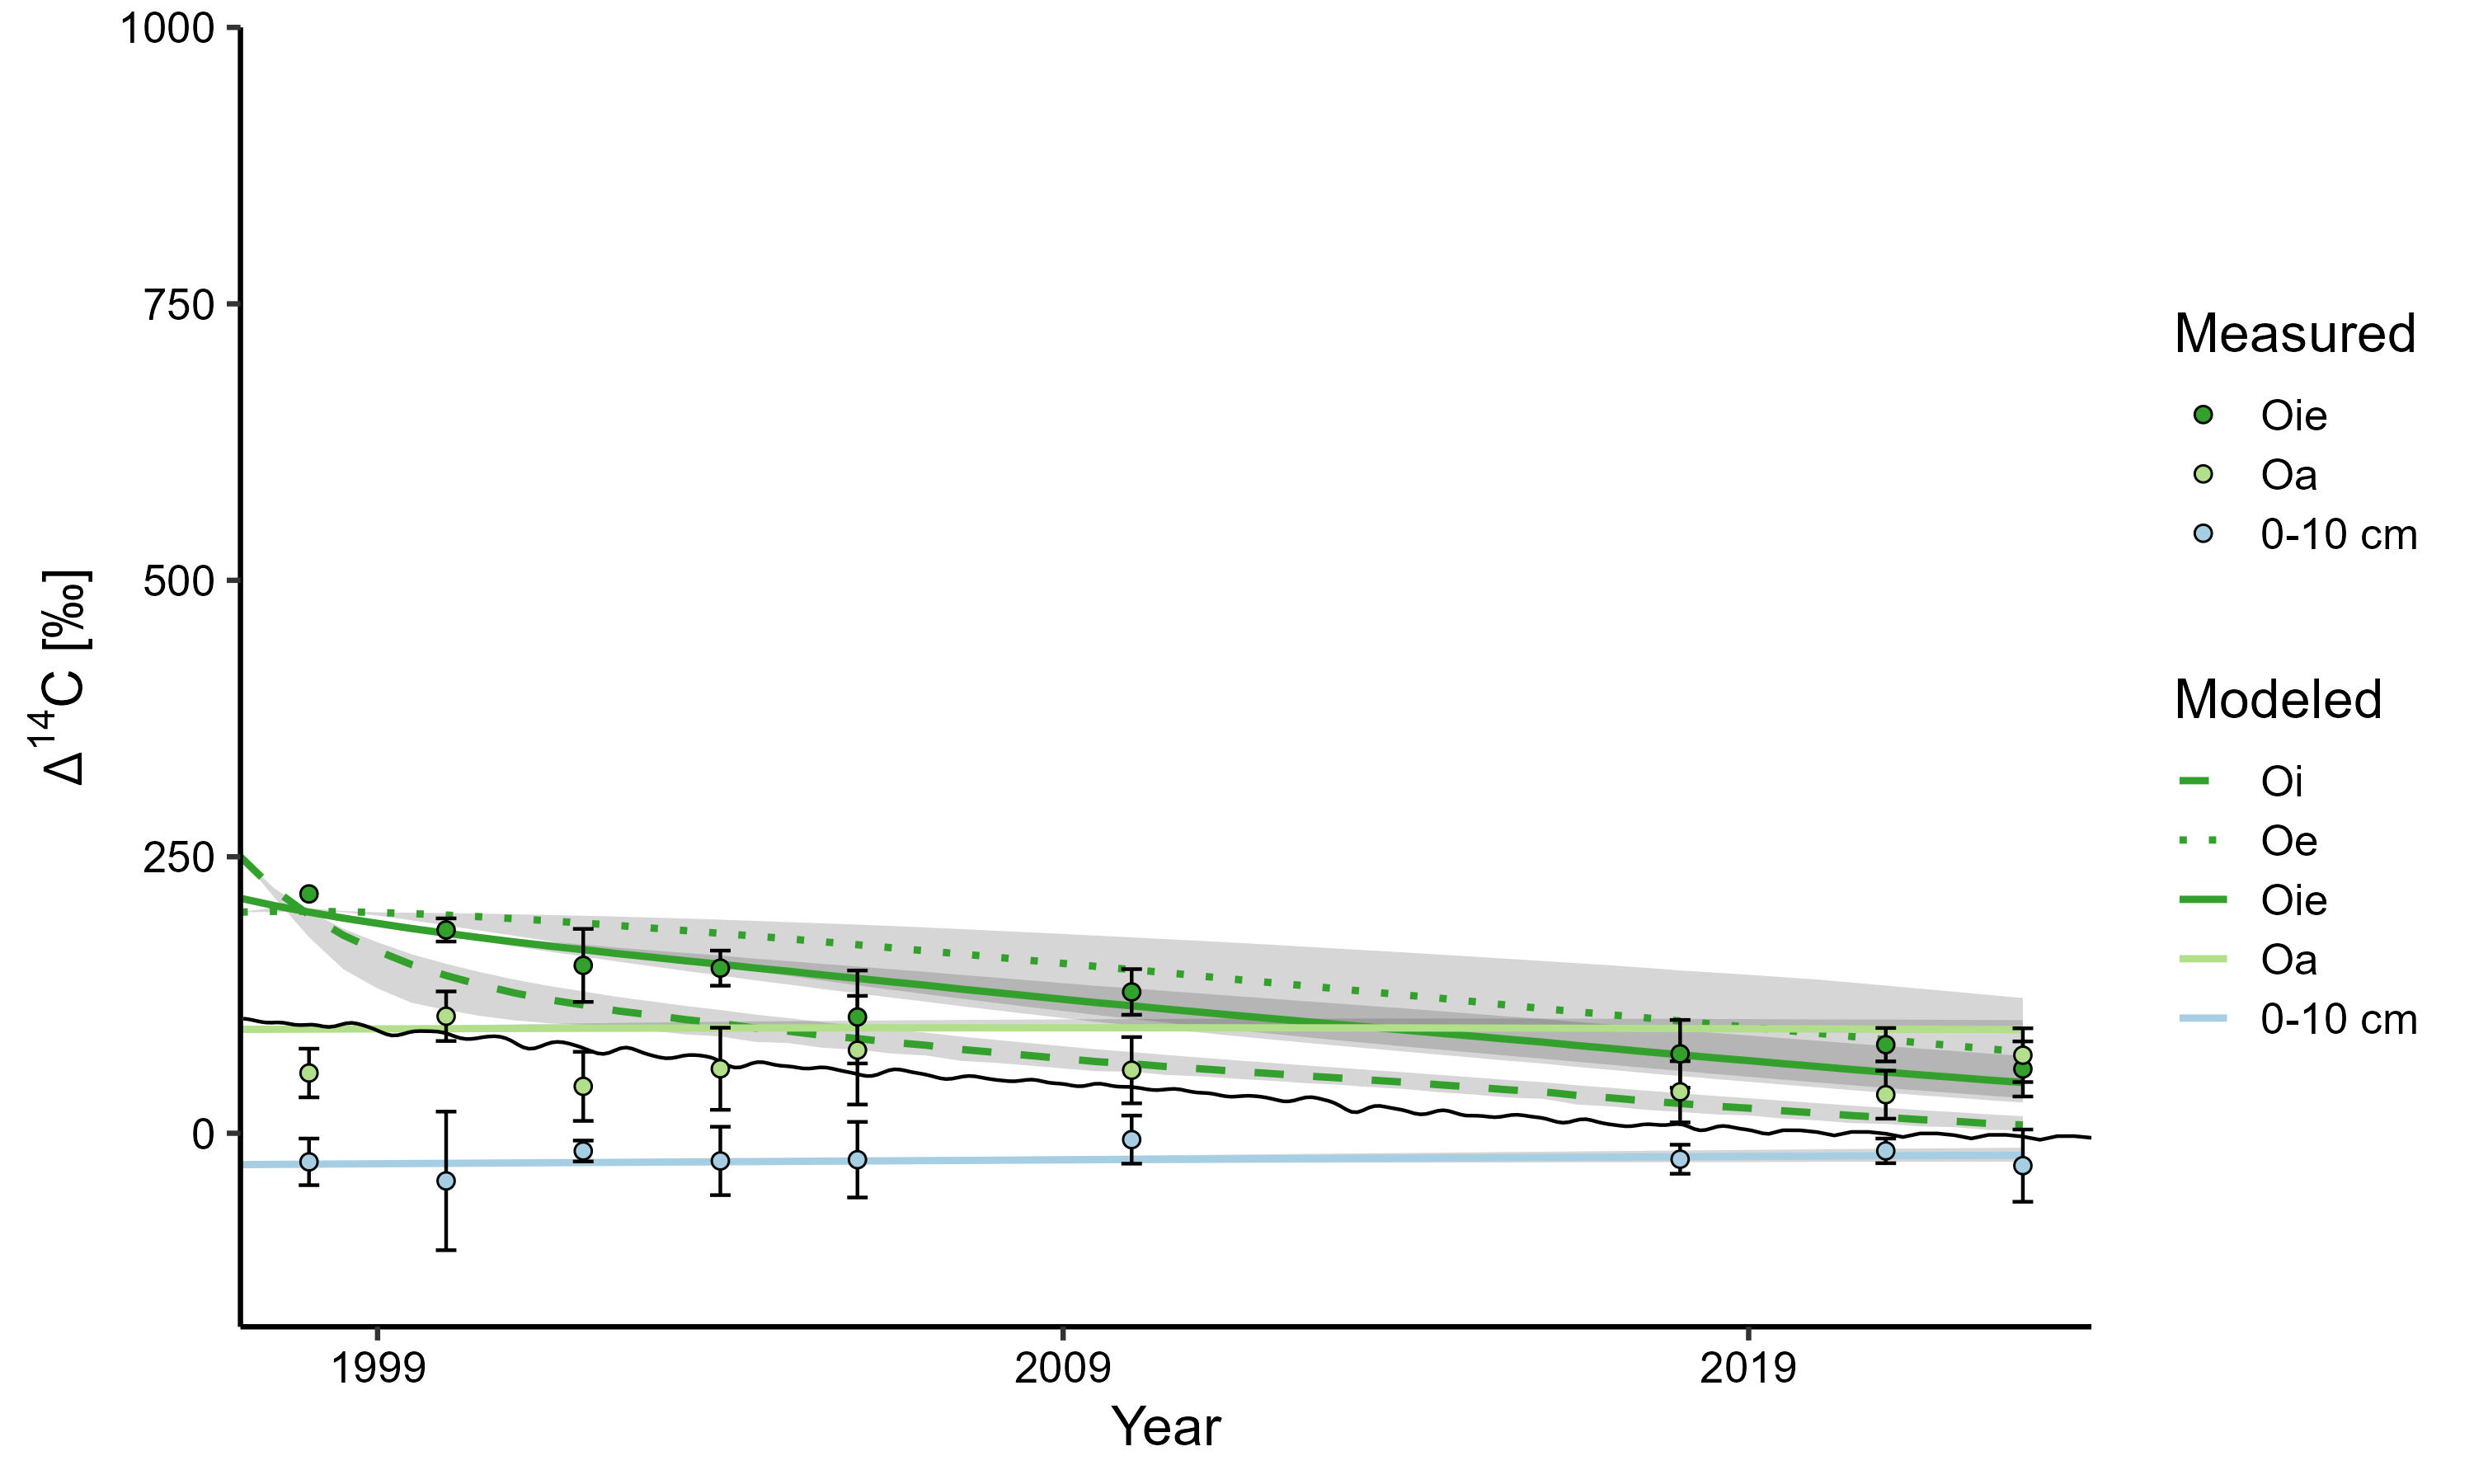 1000
750
500
250
0
Δ¹⁴C [‰]
1999
2009
2019
Year
Measured
Oie
Oa
0-10 cm
Modeled
Oi
Oe
Oie
Oa
0-10 cm